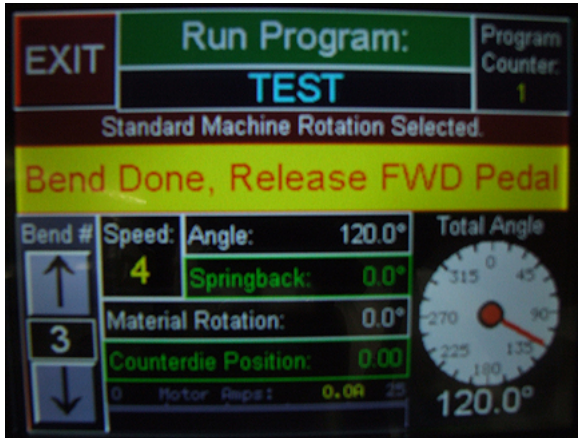 EXIT
Run Program:
TEST
Program
Counter:
1
Standard Machine Rotation Selected.
Bend Done, Release FWD Pedal
Bend #
3
Speed:
4
Angle: 120.0°
Springback: 0.0°
Material Rotation: 0.0°
Counterdie Position: 0.00
0 Motor Amps: 0.0A 25
Total Angle
0
45
90
135
180
225
270
315
120.0°